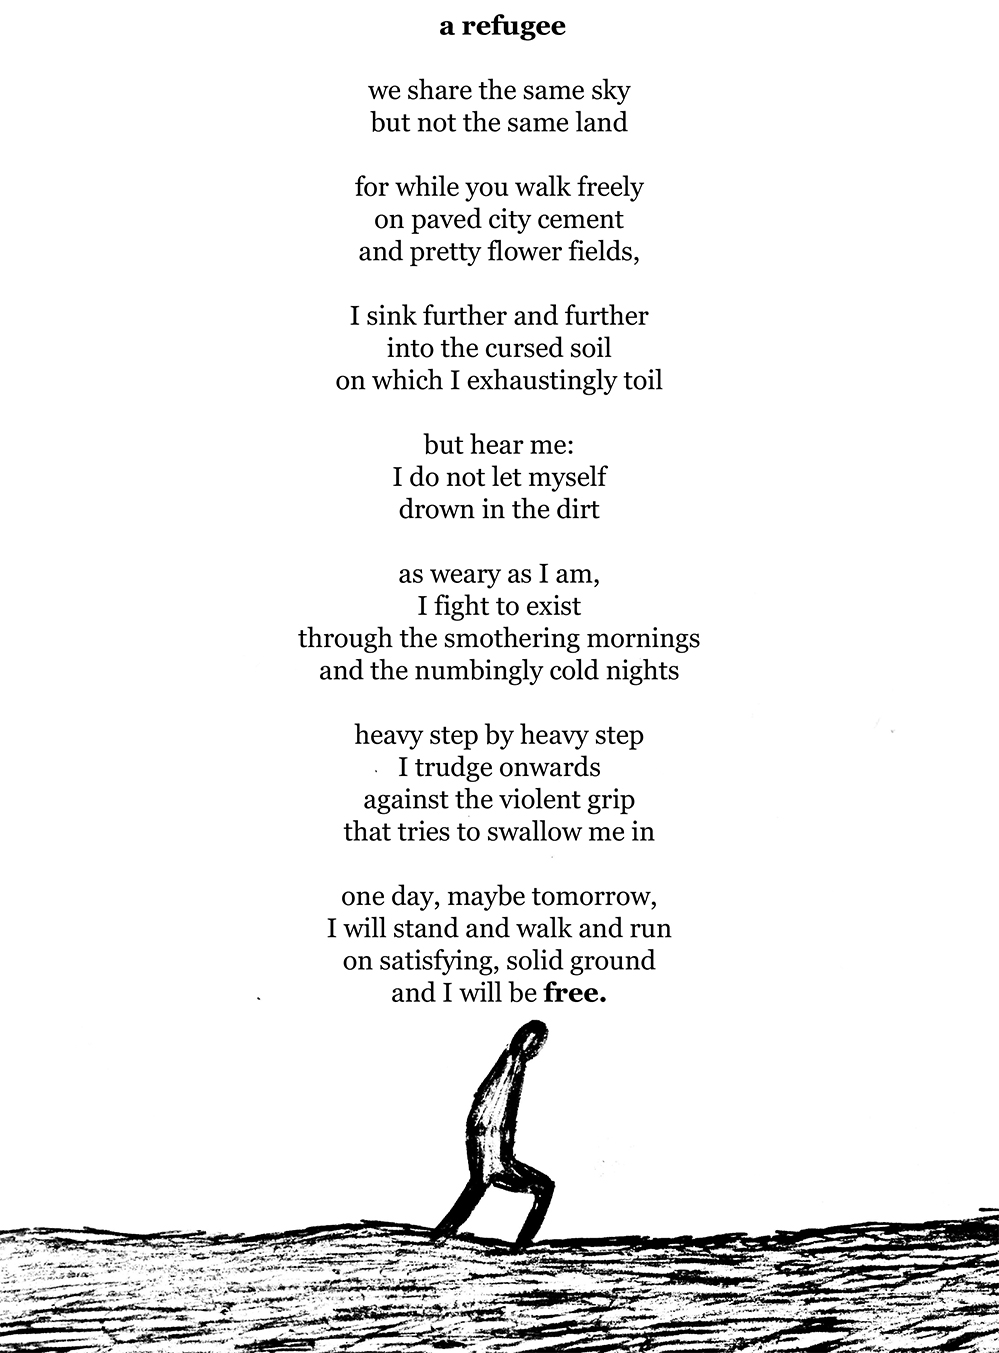 a refugee
we share the same sky
but not the same land
for while you walk freely
on paved city cement
and pretty flower fields,
I sink further and further
into the cursed soil
on which I exhaustingly toil
but hear me:
I do not let myself
drown in the dirt
as weary as I am,
I fight to exist
through the smothering mornings
and the numbingly cold nights
heavy step by heavy step
I trudge onwards
against the violent grip
that tries to swallow me in
one day, maybe tomorrow,
I will stand and walk and run
on satisfying, solid ground
and I will be free.